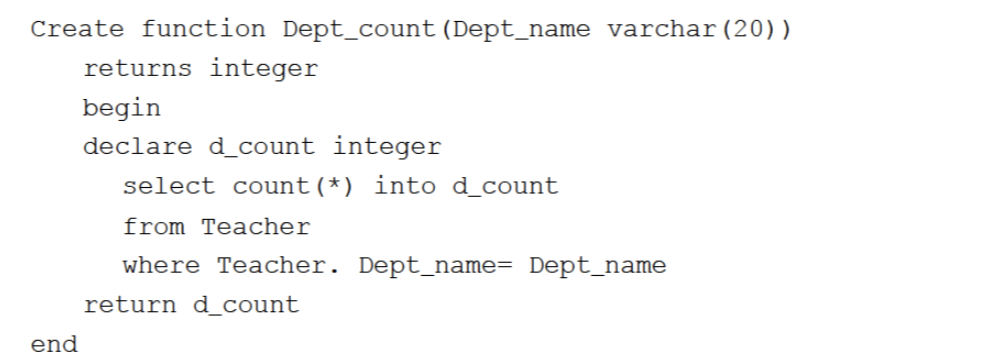 Create function Dept_count(Dept_name varchar(20))
returns integer
begin
declare d_count integer
select count(*) into d_count
from Teacher
where Teacher. Dept_name= Dept_name
return d_count
end